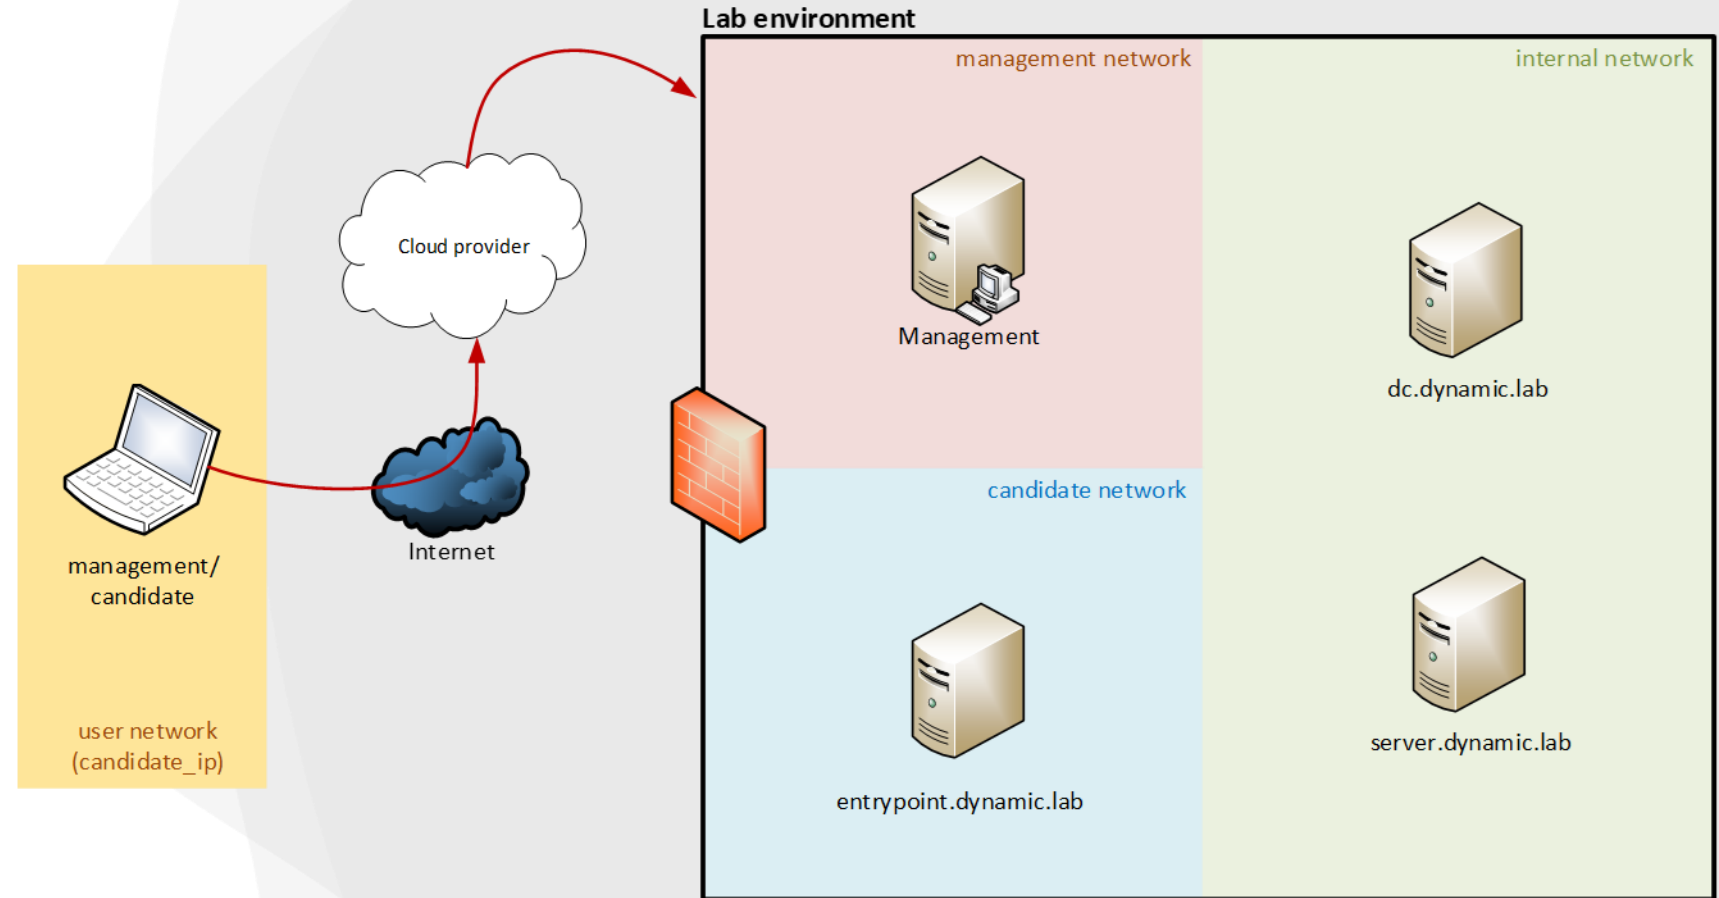 Lab environment
management network
internal network
Cloud provider
Management
dc.dynamic.lab
management/
candidate
Internet
candidate network
user network
(candidate_ip)
entrypoint.dynamic.lab
server.dynamic.lab